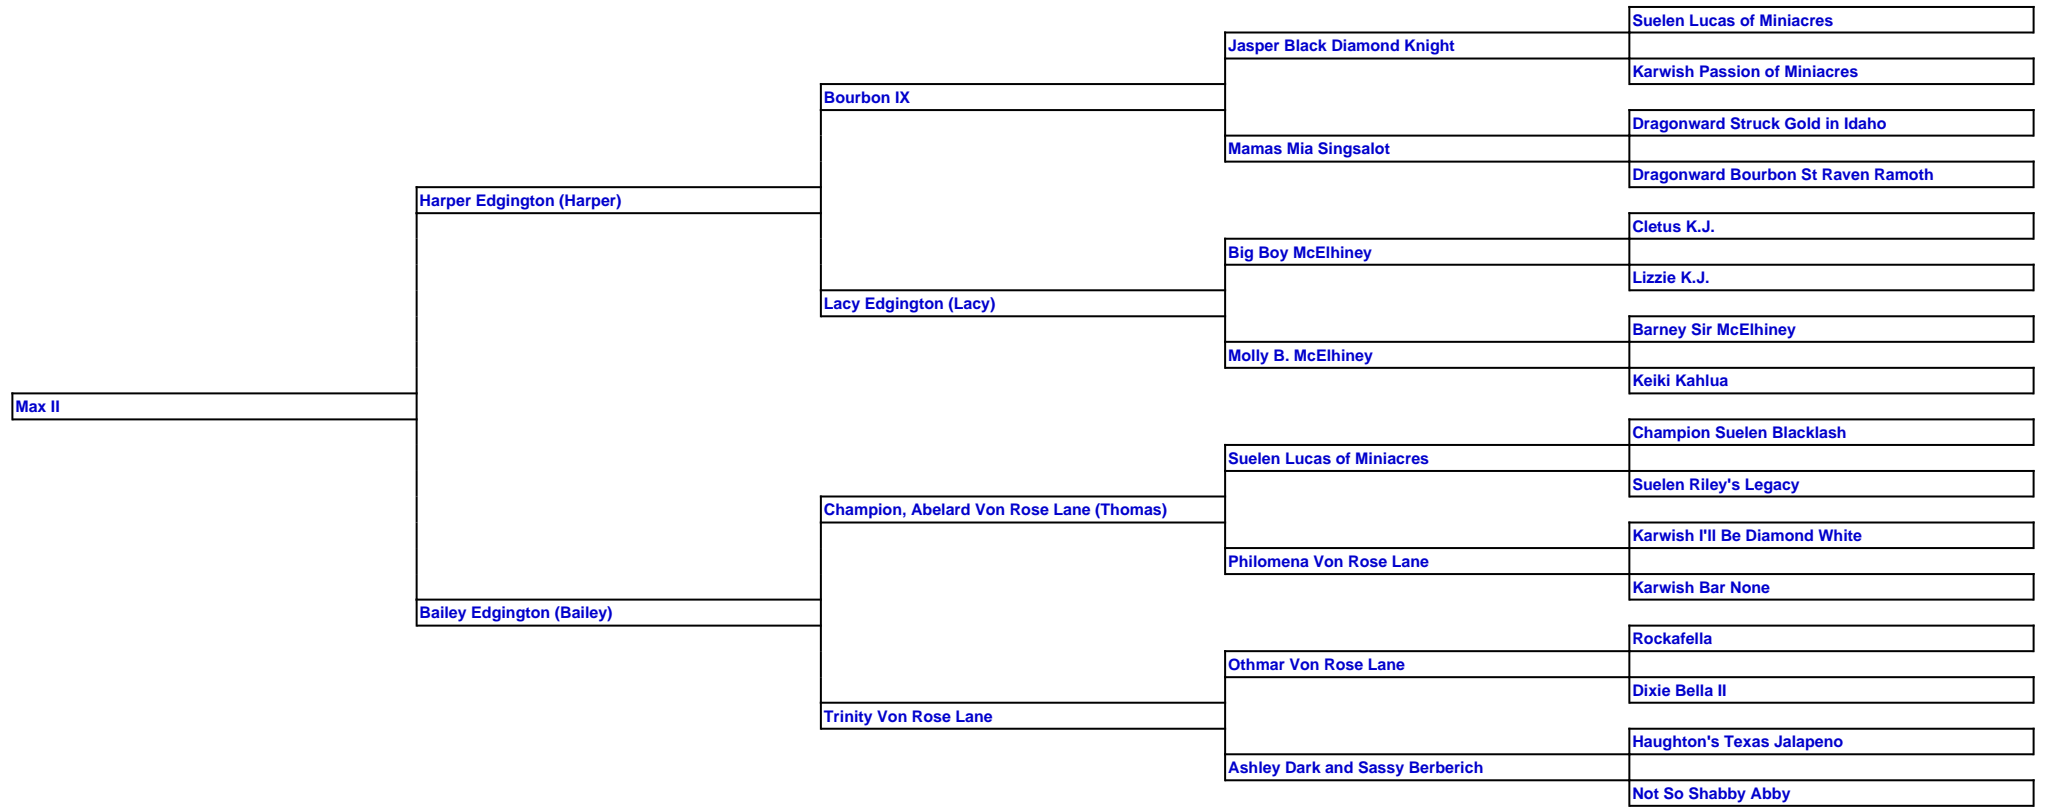 Suelen Lucas of Miniacres
Jasper Black Diamond Knight
Karwish Passion of Miniacres
Bourbon IX
Dragonward Struck Gold in Idaho
Mamas Mia Singsalot
Dragonward Bourbon St Raven Ramoth
Harper Edgington (Harper)
Cletus K.J.
Big Boy McElhiney
Lizzie K.J.
Lacy Edgington (Lacy)
Barney Sir McElhiney
Molly B. McElhiney
Keiki Kahlua
Max II
Champion Suelen Blacklash
Suelen Lucas of Miniacres
Suelen Riley's Legacy
Champion, Abelard Von Rose Lane (Thomas)
Karwish I'll Be Diamond White
Philomena Von Rose Lane
Karwish Bar None
Bailey Edgington (Bailey)
Rockafella
Othmar Von Rose Lane
Dixie Bella II
Trinity Von Rose Lane
Haughton's Texas Jalapeno
Ashley Dark and Sassy Berberich
Not So Shabby Abby